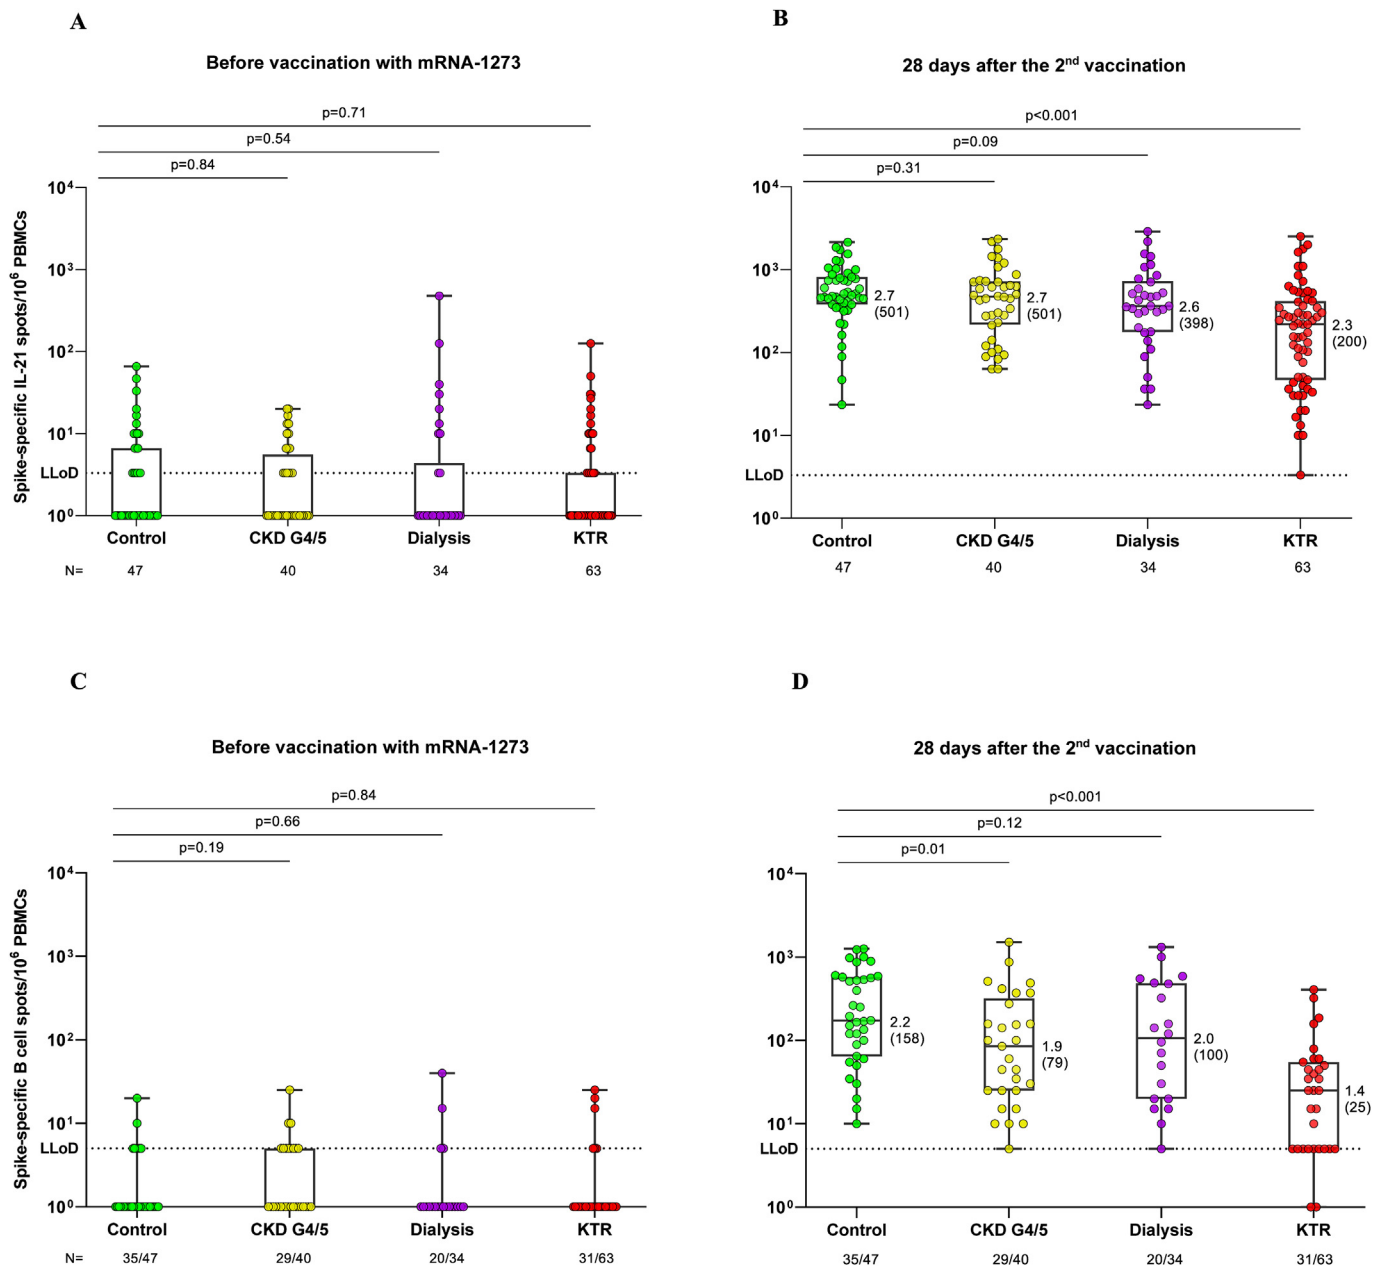 A
Before vaccination with mRNA-1273
p=0.71
p=0.54
p=0.84
Spike-specific IL-21 spots/10⁶ PBMCs
10⁴
10³
10²
10¹
LLoD
10⁰
Control CKD G4/5 Dialysis KTR
N= 47 40 34 63
B
28 days after the 2ⁿᵈ vaccination
p<0.001
p=0.09
p=0.31
10⁴
10³
10²
10¹
LLoD
10⁰
2.7
(501)
2.7
(501)
2.6
(398)
2.3
(200)
Control CKD G4/5 Dialysis KTR
47 40 34 63
C
Before vaccination with mRNA-1273
p=0.84
p=0.66
p=0.19
Spike-specific B cell spots/10⁶ PBMCs
10⁴
10³
10²
10¹
LLoD
10⁰
Control CKD G4/5 Dialysis KTR
N= 35/47 29/40 20/34 31/63
D
28 days after the 2ⁿᵈ vaccination
p<0.001
p=0.12
p=0.01
10⁴
10³
10²
10¹
LLoD
10⁰
2.2
(158)
1.9
(79)
2.0
(100)
1.4
(25)
Control CKD G4/5 Dialysis KTR
35/47 29/40 20/34 31/63